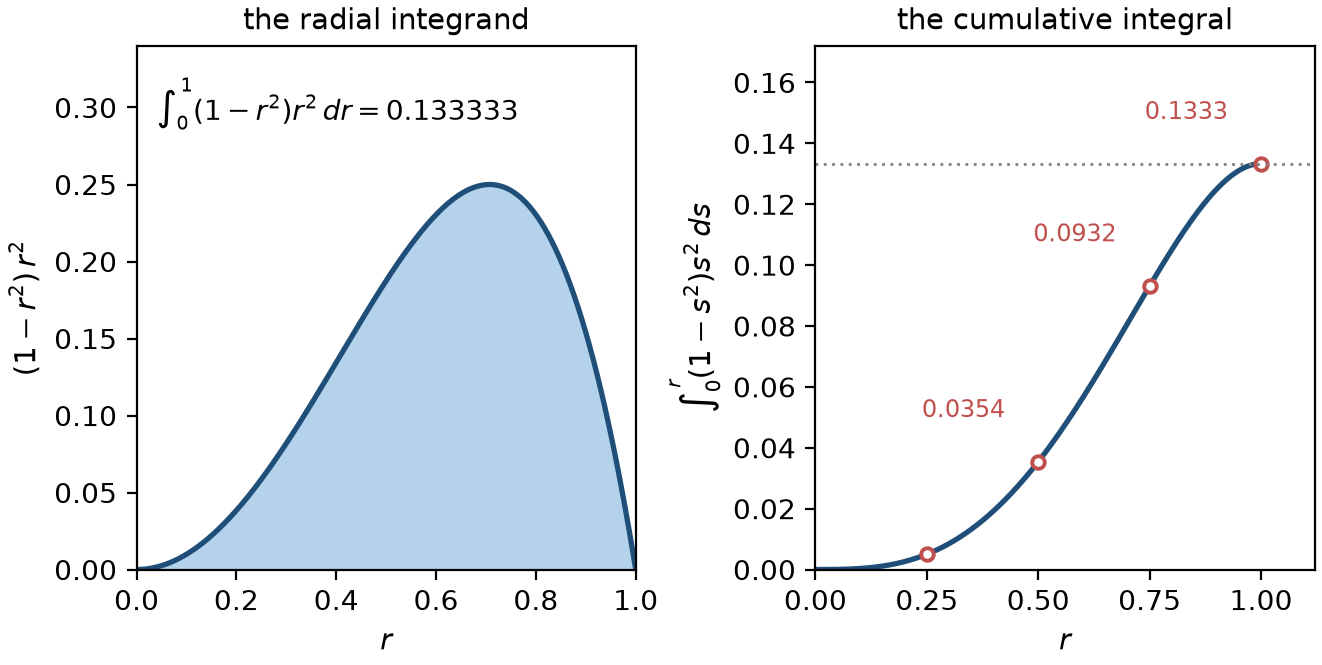 the radial integrand
∫₀¹(1 − r²)r² dr = 0.133333
(1 − r²) r²
0.30
0.25
0.20
0.15
0.10
0.05
0.00
0.0 0.2 0.4 0.6 0.8 1.0
r
the cumulative integral
∫₀ʳ(1 − s²)s² ds
0.16
0.14
0.12
0.10
0.08
0.06
0.04
0.02
0.00
0.1333
0.0932
0.0354
0.00 0.25 0.50 0.75 1.00
r